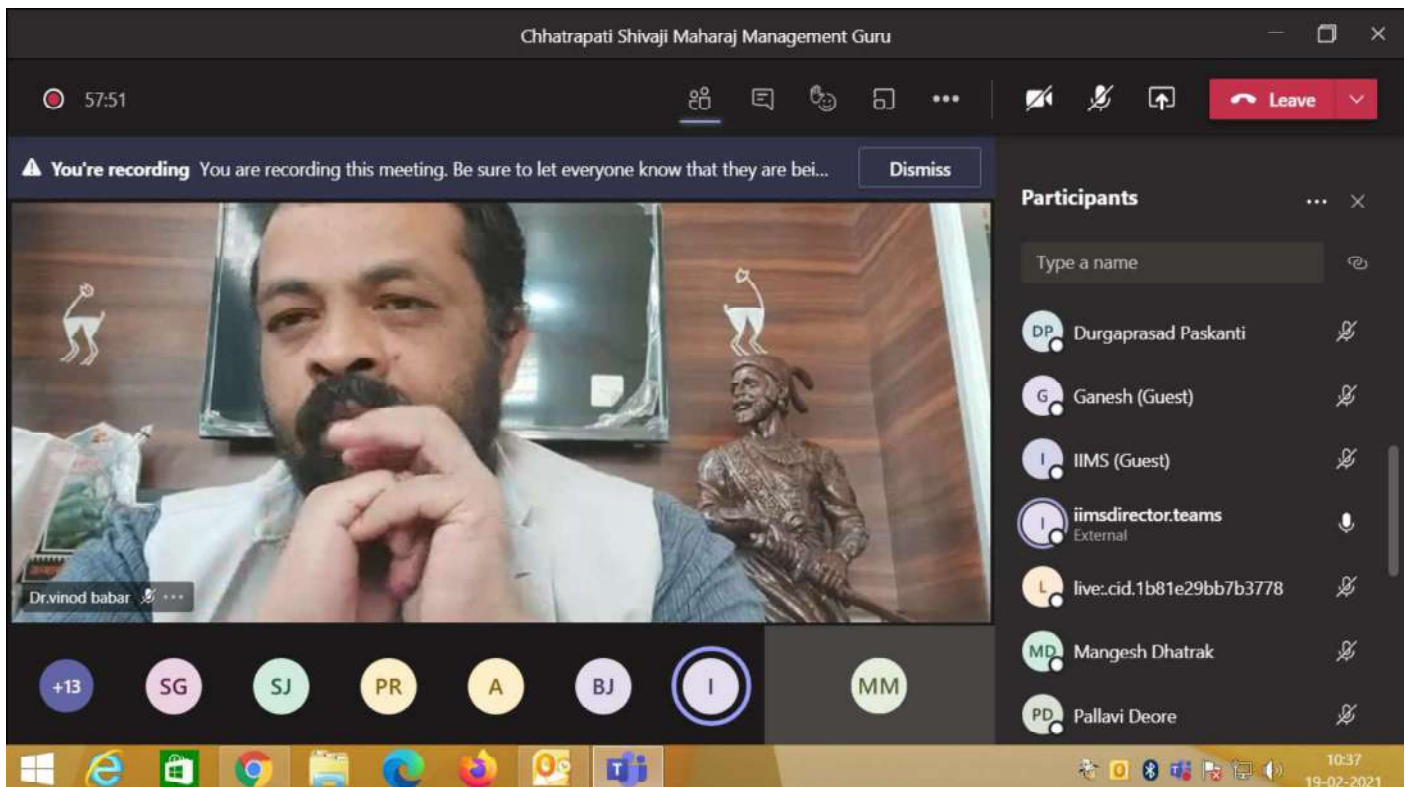 Chhatrapati Shivaji Maharaj Management Guru
57:51
Leave
You're recording You are recording this meeting. Be sure to let everyone know that they are bei...
Dismiss
Dr.vinod babar
+13
SG
SJ
PR
A
BJ
I
MM
Participants
Type a name
DP Durgaprasad Paskanti
G Ganesh (Guest)
I IIMS (Guest)
I iimsdirector.teams
External
L live:.cid.1b81e29bb7b3778
MD Mangesh Dhatrak
PD Pallavi Deore
10:37
19-02-2021